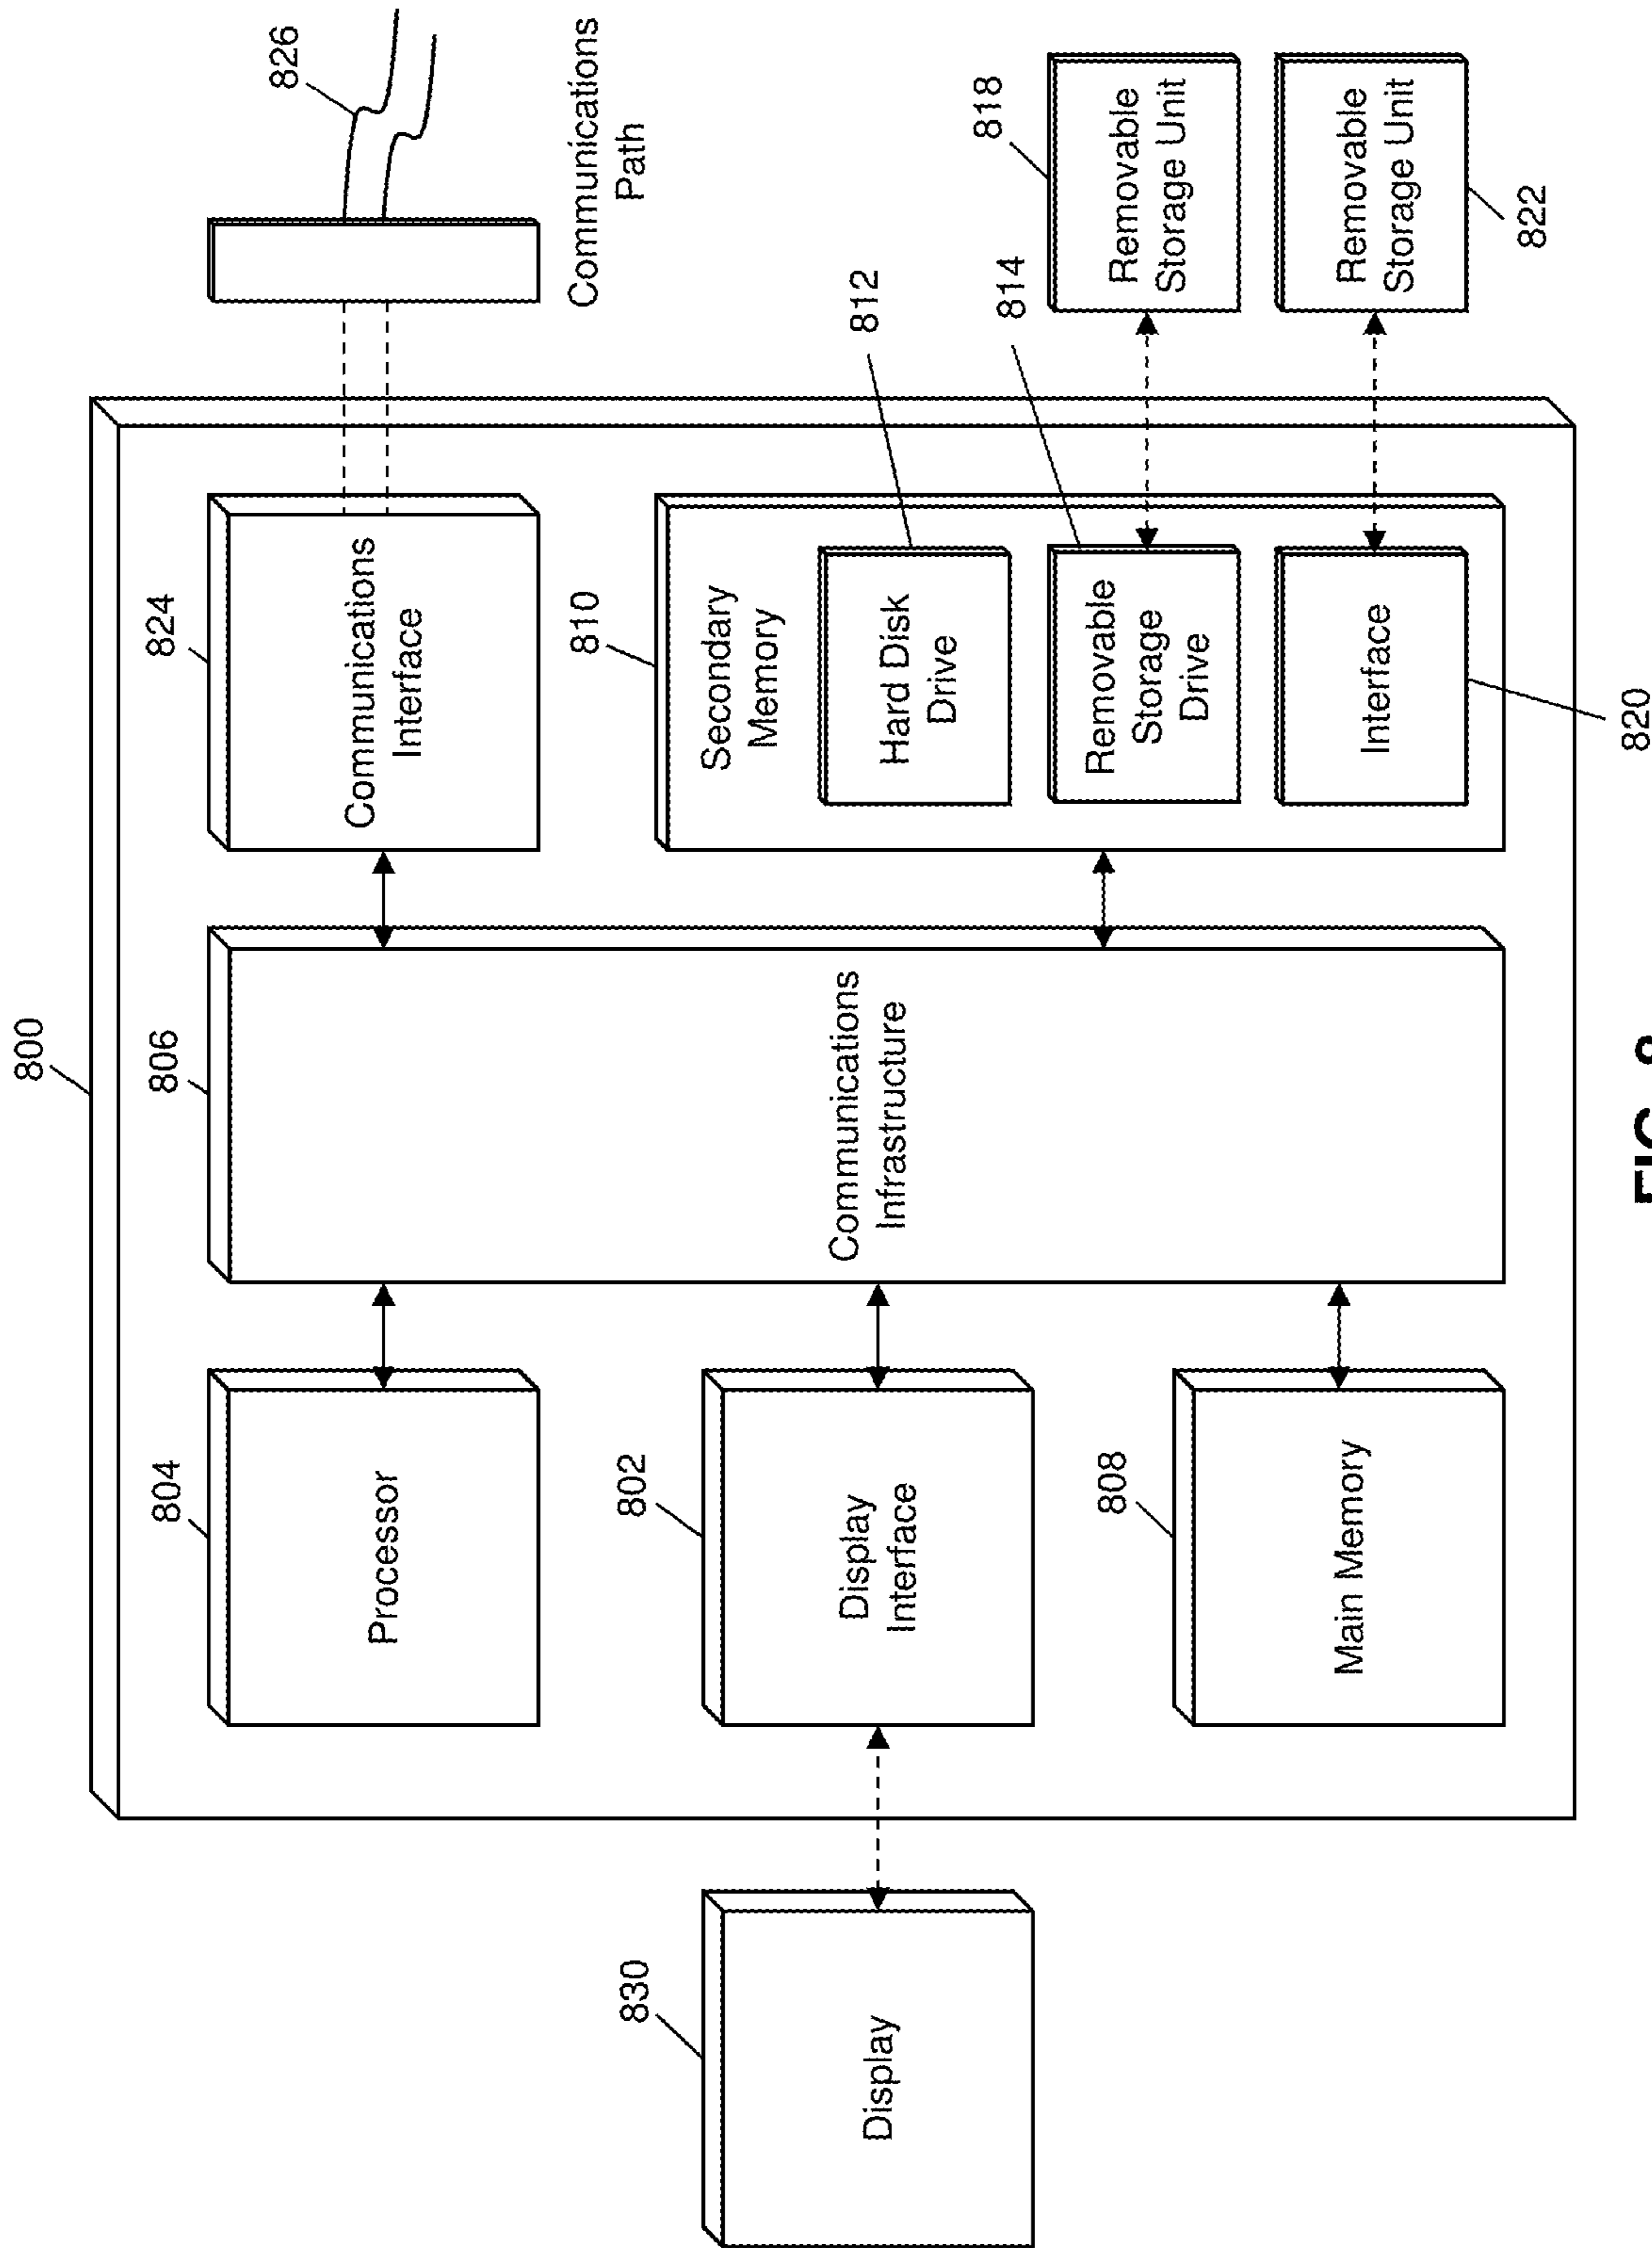 800
830
Display
804
Processor
802
Display
Interface
808
Main Memory
806
Communications
Infrastructure
824
Communications
Interface
810
Secondary
Memory
812
Hard Disk
Drive
814
Removable
Storage
Drive
Interface
820
826
Communications
Path
818
Removable
Storage Unit
Removable
Storage Unit
822
FIG. 8